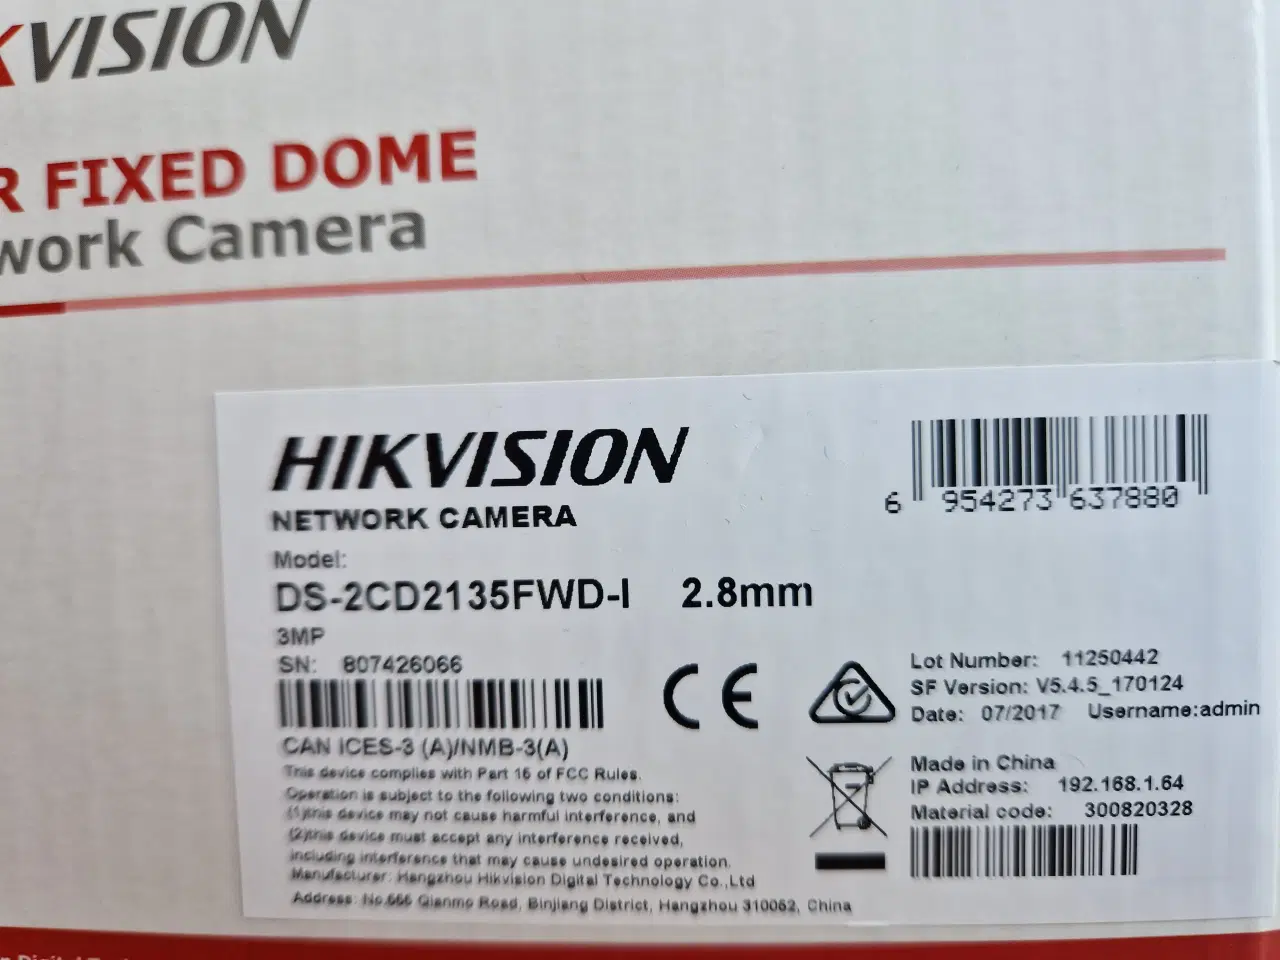 KVISION
R FIXED DOME
work Camera
HIKVISION
NETWORK CAMERA
6 954273 637880
Model:
DS-2CD2135FWD-I 2.8mm
3MP
SN: 807426066
CAN ICES-3 (A)/NMB-3(A)
This device complies with Part 15 of FCC Rules.
Operation is subject to the following two conditions:
(1)this device may not cause harmful interference, and
(2)this device must accept any interference received,
including interference that may cause undesired operation.
Manufacturer: Hangzhou Hikvision Digital Technology Co.,Ltd
Address: No.555 Qianmo Road, Binjiang District, Hangzhou 310052, China
Lot Number: 11250442
SF Version: V5.4.5_170124
Date: 07/2017 Username:admin
Made in China
IP Address: 192.168.1.64
Material code: 300820328